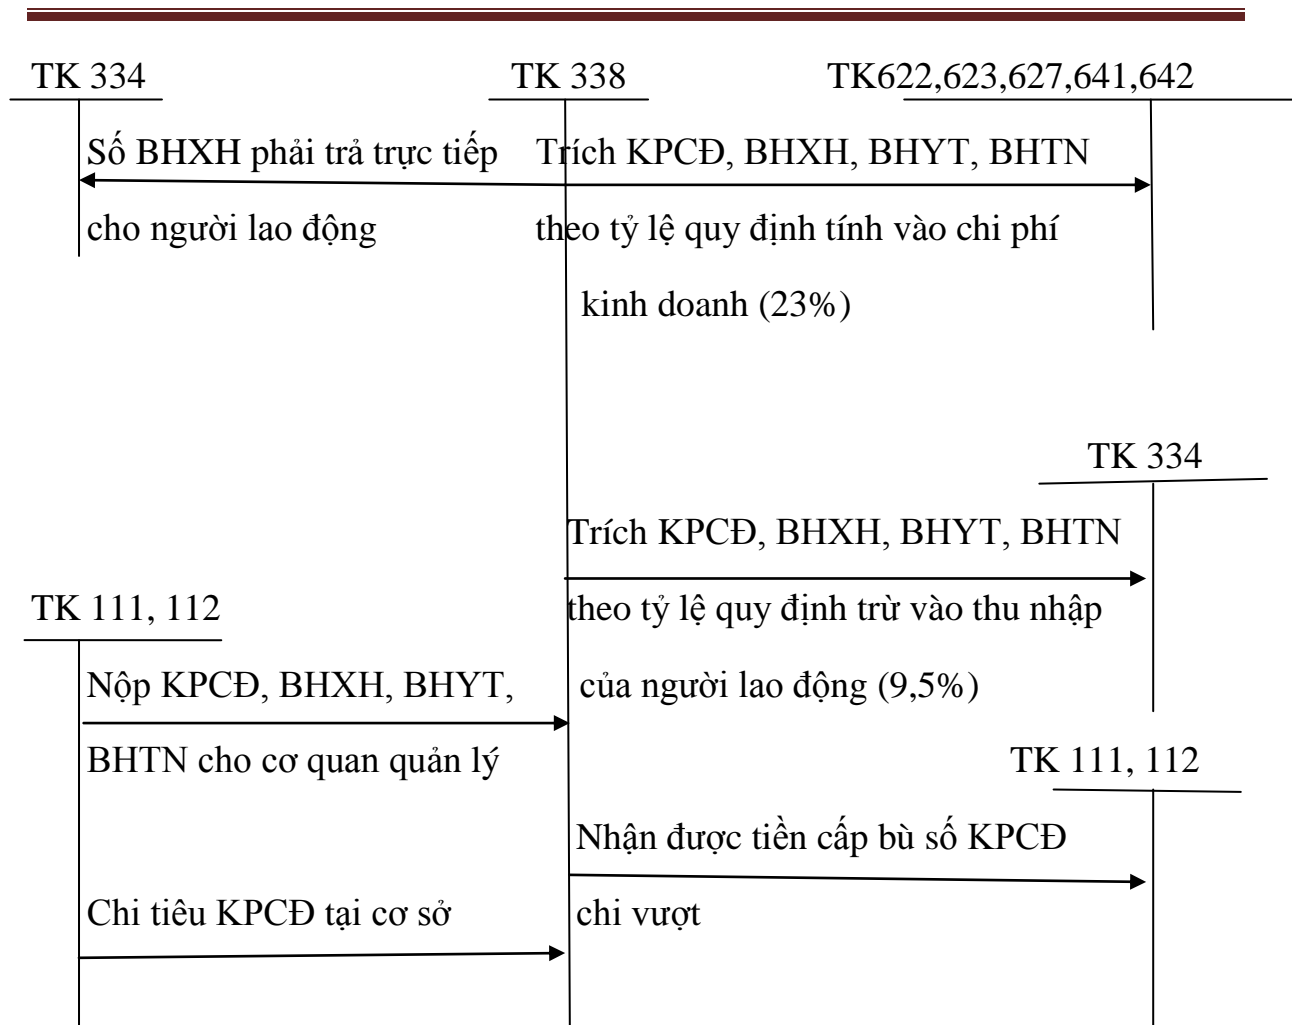 TK 334
TK 338
TK622,623,627,641,642
Số BHXH phải trả trực tiếp
cho người lao động
Trích KPCĐ, BHXH, BHYT, BHTN
theo tỷ lệ quy định tính vào chi phí
kinh doanh (23%)
TK 334
Trích KPCĐ, BHXH, BHYT, BHTN
theo tỷ lệ quy định trừ vào thu nhập
của người lao động (9,5%)
TK 111, 112
Nộp KPCĐ, BHXH, BHYT,
BHTN cho cơ quan quản lý
TK 111, 112
Nhận được tiền cấp bù số KPCĐ
chi vượt
Chi tiêu KPCĐ tại cơ sở